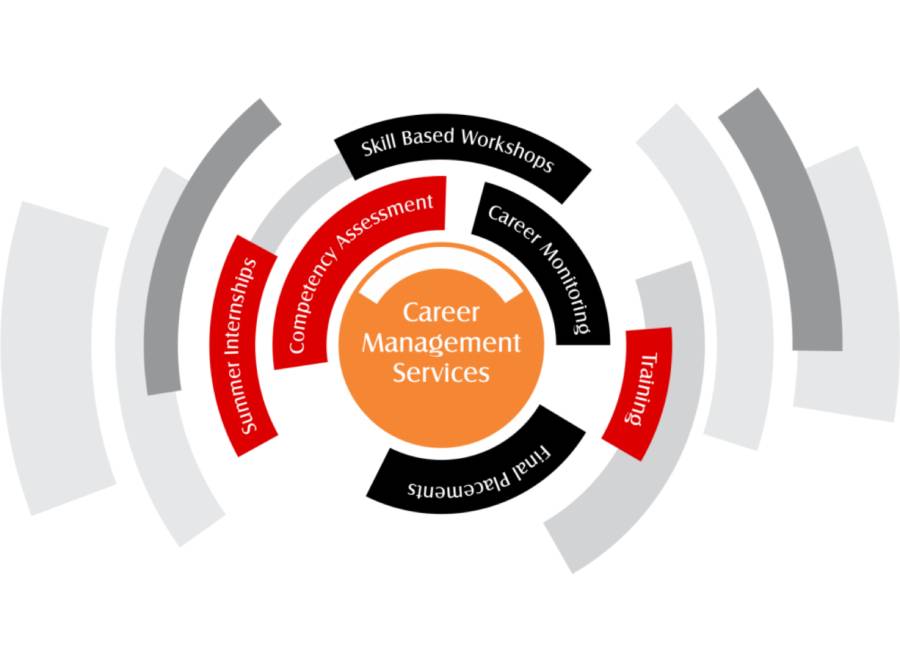 Skill Based Workshops
Competency Assessment
Career Monitoring
Summer Internships
Career
Management
Services
Training
Final Placements